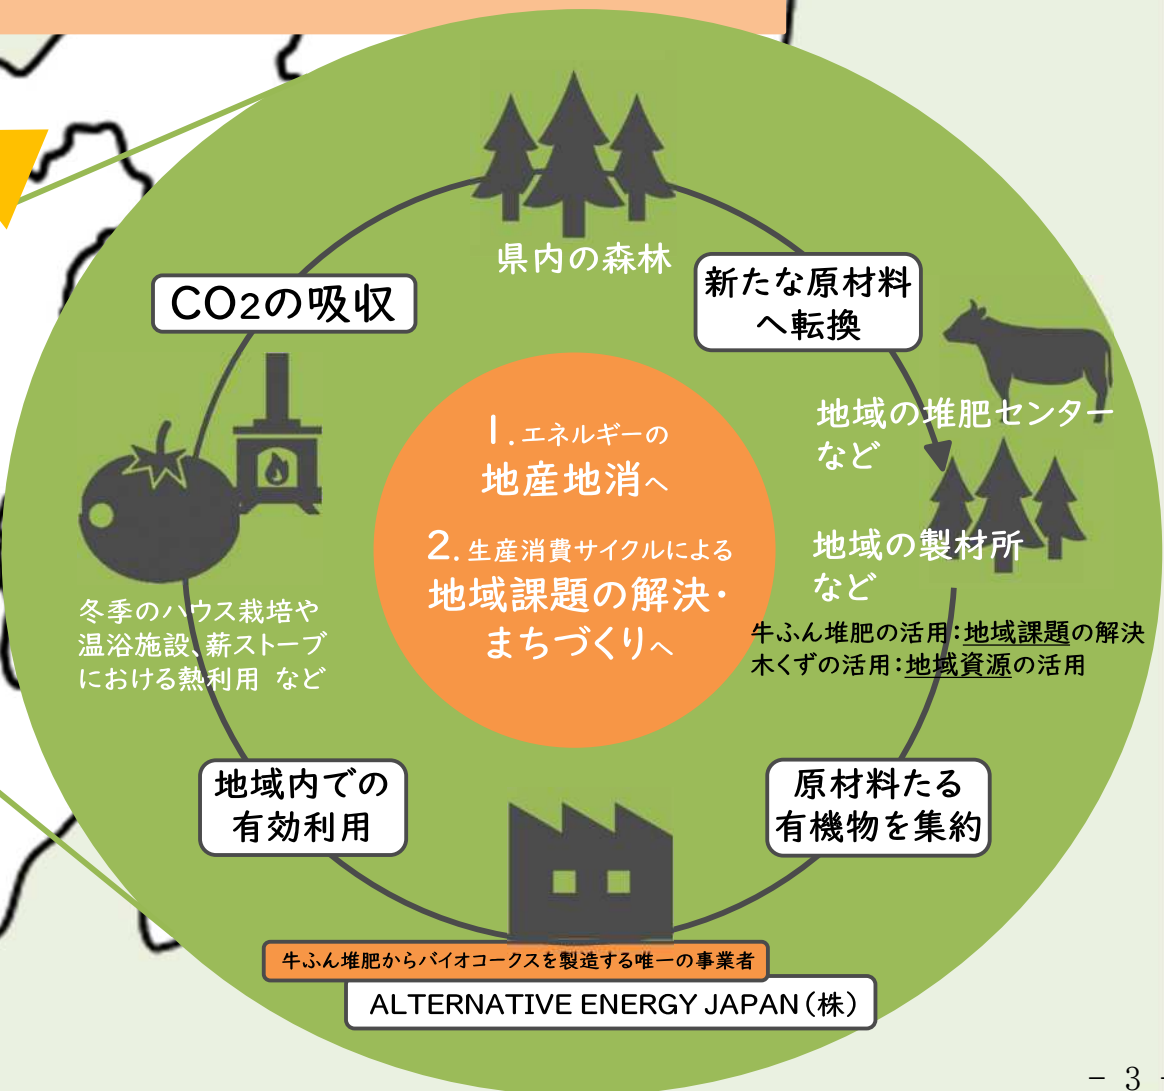 県内の森林
CO2の吸収
新たな原材料
へ転換
地域の堆肥センター
など
地域の製材所
など
牛ふん堆肥の活用：地域課題の解決
木くずの活用：地域資源の活用
1.エネルギーの
地産地消へ
2.生産消費サイクルによる
地域課題の解決・
まちづくりへ
冬季のハウス栽培や
温浴施設、薪ストーブ
における熱利用 など
地域内での
有効利用
原材料たる
有機物を集約
牛ふん堆肥からバイオコークスを製造する唯一の事業者
ALTERNATIVE ENERGY JAPAN（株）
- 3 -